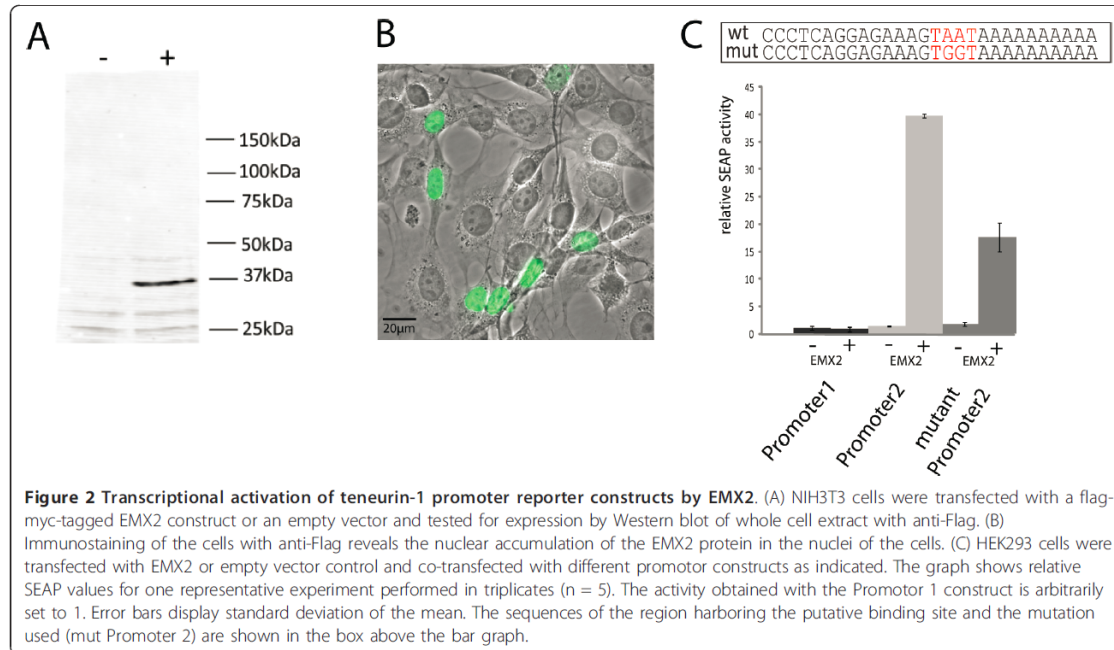 A
- +
150kDa
100kDa
75kDa
50kDa
37kDa
25kDa
B
20µm
C
wt CCCTCAGGAGAAAGTAATAAAAAAAAAA
mut CCCTCAGGAGAAAGTGGTAAAAAAAAAA
relative SEAP activity
45
40
35
30
25
20
15
10
5
0
- + - + - +
EMX2 EMX2 EMX2
Promoter1
Promoter2
mutant
Promoter2
Figure 2 Transcriptional activation of teneurin-1 promoter reporter constructs by EMX2. (A) NIH3T3 cells were transfected with a flag-
myc-tagged EMX2 construct or an empty vector and tested for expression by Western blot of whole cell extract with anti-Flag. (B)
Immunostaining of the cells with anti-Flag reveals the nuclear accumulation of the EMX2 protein in the nuclei of the cells. (C) HEK293 cells were
transfected with EMX2 or empty vector control and co-transfected with different promotor constructs as indicated. The graph shows relative
SEAP values for one representative experiment performed in triplicates (n = 5). The activity obtained with the Promotor 1 construct is arbitrarily
set to 1. Error bars display standard deviation of the mean. The sequences of the region harboring the putative binding site and the mutation
used (mut Promoter 2) are shown in the box above the bar graph.